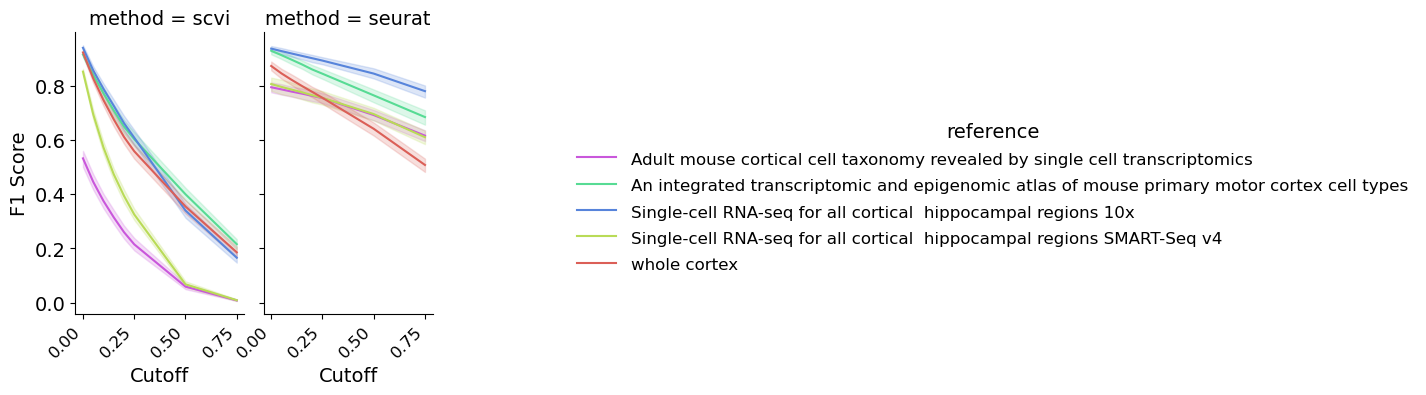 method = scvi
method = seurat
F1 Score
0.8
0.6
0.4
0.2
0.0
0.00
0.25
0.50
0.75
Cutoff
0.00
0.25
0.50
0.75
Cutoff
reference
Adult mouse cortical cell taxonomy revealed by single cell transcriptomics
An integrated transcriptomic and epigenomic atlas of mouse primary motor cortex cell types
Single-cell RNA-seq for all cortical  hippocampal regions 10x
Single-cell RNA-seq for all cortical  hippocampal regions SMART-Seq v4
whole cortex